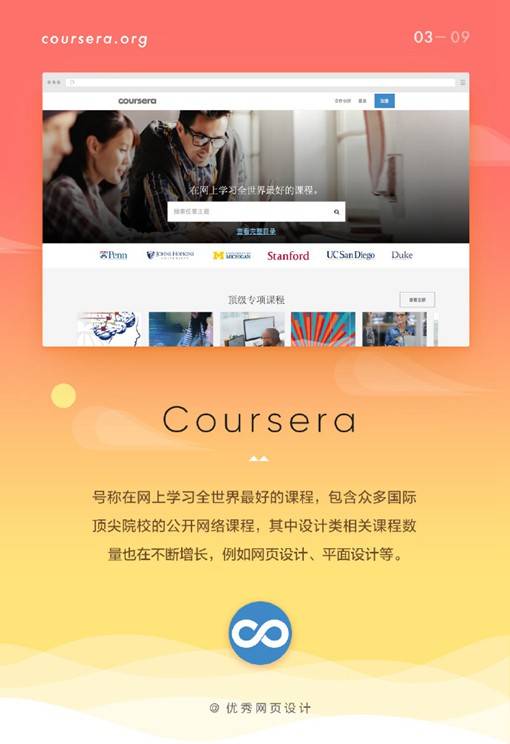 coursera.org
03 — 09
coursera
在网上学习全世界最好的课程。
搜索任意主题
查看完整目录
Penn
JOHNS HOPKINS
UNIVERSITY
MICHIGAN
Stanford
UC San Diego
Duke
顶级专项课程
查看全部
Coursera
号称在网上学习全世界最好的课程，包含众多国际
顶尖院校的公开网络课程，其中设计类相关课程数
量也在不断增长，例如网页设计、平面设计等。
@ 优秀网页设计